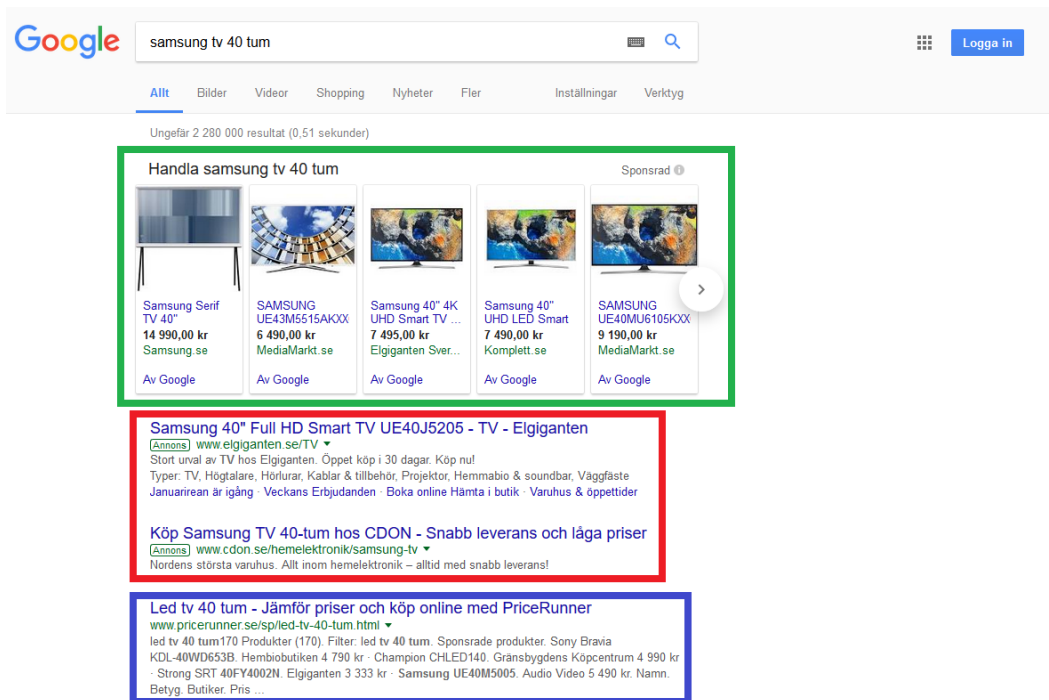 Google
samsung tv 40 tum
Logga in
Allt Bilder Videor Shopping Nyheter Fler Inställningar Verktyg
Ungefär 2 280 000 resultat (0,51 sekunder)
Handla samsung tv 40 tum Sponsrad
Samsung Serif
TV 40"
14 990,00 kr
Samsung.se
Av Google
SAMSUNG
UE43M5515AKXX
6 490,00 kr
MediaMarkt.se
Av Google
Samsung 40" 4K
UHD Smart TV ...
7 495,00 kr
Elgiganten Sver...
Av Google
Samsung 40"
UHD LED Smart
7 490,00 kr
Komplett.se
Av Google
SAMSUNG
UE40MU6105KXX
9 190,00 kr
MediaMarkt.se
Av Google
Samsung 40" Full HD Smart TV UE40J5205 - TV - Elgiganten
Annons www.elgiganten.se/TV
Stort urval av TV hos Elgiganten. Öppet köp i 30 dagar. Köp nu!
Typer: TV, Högtalare, Hörlurar, Kablar & tillbehör, Projektor, Hemmabio & soundbar, Väggfäste
Januarirean är igång · Veckans Erbjudanden · Boka online Hämta i butik · Varuhus & öppettider
Köp Samsung TV 40-tum hos CDON - Snabb leverans och låga priser
Annons www.cdon.se/hemelektronik/samsung-tv
Nordens största varuhus. Allt inom hemelektronik – alltid med snabb leverans!
Led tv 40 tum - Jämför priser och köp online med PriceRunner
www.pricerunner.se/sp/led-tv-40-tum.html
led tv 40 tum170 Produkter (170). Filter: led tv 40 tum. Sponsrade produkter. Sony Bravia
KDL-40WD653B. Hembiobutiken 4 790 kr · Champion CHLED140. Gränsbygdens Köpcentrum 4 990 kr
· Strong SRT 40FY4002N. Elgiganten 3 333 kr · Samsung UE40M5005. Audio Video 5 490 kr. Namn.
Betyg. Butiker. Pris ...